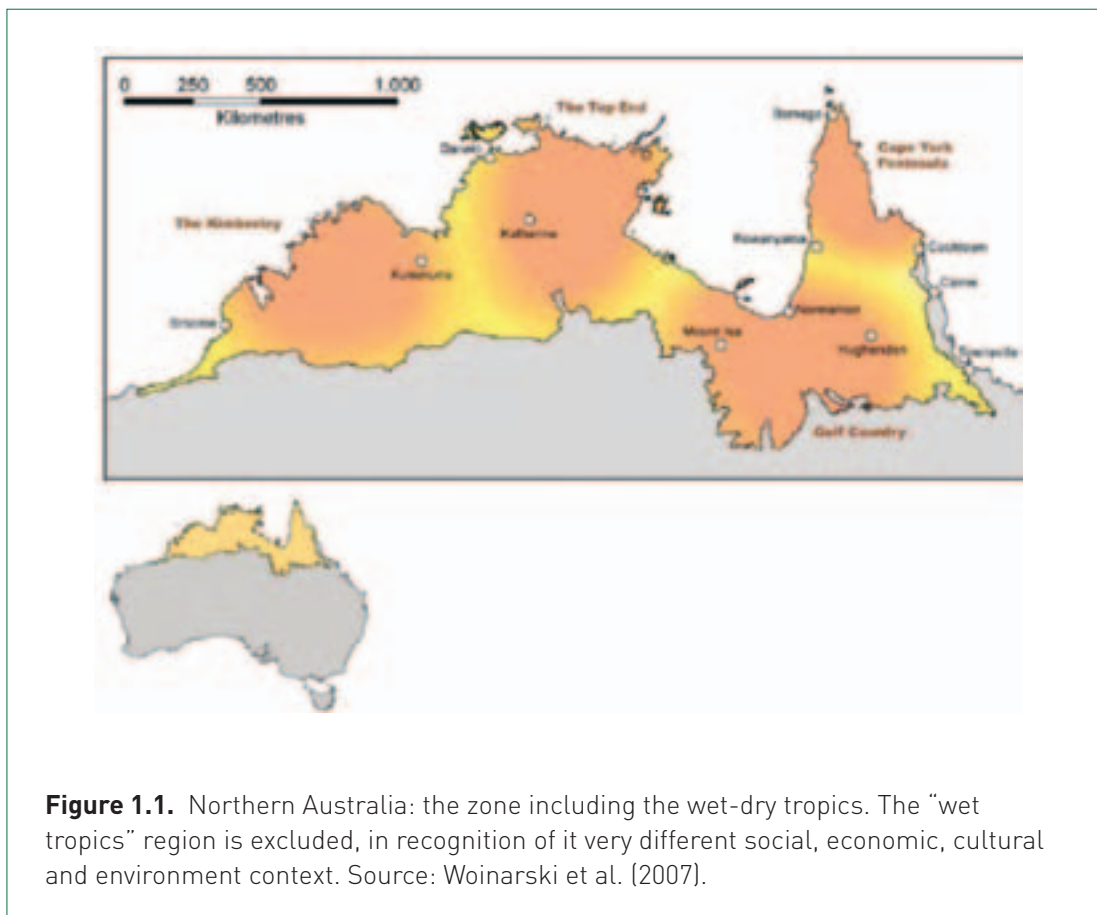 0 250 500 1.000
Kilometres
The Top End
Bamaga
Darwin
Cape York
Peninsula
The Kimberley
Katherine
Kowanyama
Cooktown
Kununurra
Cairns
Broome
Normanton
Mount Isa
Hughenden
Townsville
Gulf Country
Figure 1.1. Northern Australia: the zone including the wet-dry tropics. The “wet
tropics” region is excluded, in recognition of it very different social, economic, cultural
and environment context. Source: Woinarski et al. (2007).